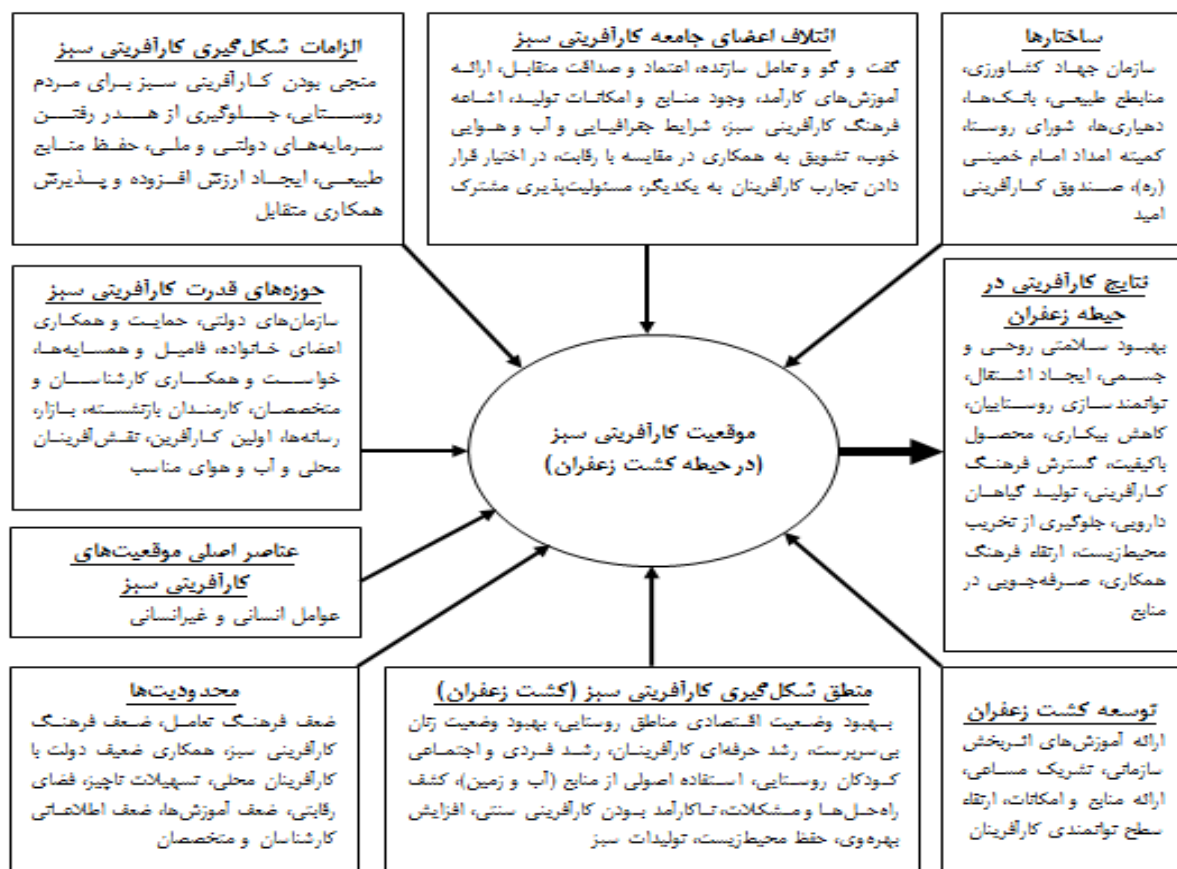 ساختارها
سازمان جهاد کشاورزی،
منابطع طبیعی، بانک‌ها،
دهیاری‌ها، شورای روستا،
کمیته امداد امام خمینی
(ره)، صندوق کارآفرینی
امید
ائتلاف اعضای جامعه کارآفرینی سبز
گفت و گو و تعامل سازنده، اعتماد و صداقت متقابل، ارائه
آموزش‌های کارآمد، وجود منابع و امکانات تولید، اشاعه
فرهنگ کارآفرینی سبز، شرایط جغرافیایی و آب و هوایی
خوب، تشویق به همکاری در مقایسه با رقابت، در اختیار قرار
دادن تجارب کارآفرینان به یکدیگر، مسئولیت‌پذیری مشترک
الزامات شکل‌گیری کارآفرینی سبز
منجی بودن کارآفرینی سبز برای مردم
روستایی، جلوگیری از هدر رفتن
سرمایه‌های دولتی و ملی، حفظ منابع
طبیعی، ایجاد ارزش افزوده و پذیرش
همکاری متقابل
نتایج کارآفرینی در
حیطه زعفران
بهبود سلامتی روحی و
جسمی، ایجاد اشتغال،
توانمندسازی روستاییان،
کاهش بیکاری، محصول
باکیفیت، گسترش فرهنگ
کارآفرینی، تولید گیاهان
دارویی، جلوگیری از تخریب
محیط‌زیست، ارتقاء فرهنگ
همکاری، صرفه‌جویی در
منابع
موقعیت کارآفرینی سبز
(در حیطه کشت زعفران)
حوزه‌های قدرت کارآفرینی سبز
سازمان‌های دولتی، حمایت و همکاری
اعضای خانواده، فامیل و همسایه‌ها،
خواست و همکاری کارشناسان و
متخصصان، کارمندان بازنشسته، بازار،
رسانه‌ها، اولین کارآفرین، نقش‌آفرینان
محلی و آب و هوای مناسب
عناصر اصلی موقعیت‌های
کارآفرینی سبز
عوامل انسانی و غیرانسانی
توسعه کشت زعفران
ارائه آموزش‌های اثربخش
سازمانی، تشریک مساعی،
ارائه منابع و امکانات، ارتقاء
سطح توانمندی کارآفرینان
منطق شکل‌گیری کارآفرینی سبز (کشت زعفران)
بهبود وضعیت اقتصادی مناطق روستایی، بهبود وضعیت زنان
بی‌سرپرست، رشد حرفه‌ای کارآفرینان، رشد فردی و اجتماعی
کودکان روستایی، استفاده اصولی از منابع (آب و زمین)، کشف
راه‌حل‌ها و مشکلات، ناکارآمد بودن کارآفرینی سنتی، افزایش
بهره‌وی، حفظ محیط‌زیست، تولیدات سبز
محدودیت‌ها
ضعف فرهنگ تعامل، ضعف فرهنگ
کارآفرینی سبز، همکاری ضعیف دولت با
کارآفرینان محلی، تسهیلات ناچیز، فضای
رقابتی، ضعف آموزش‌ها، ضعف اطلاعاتی
کارشناسان و متخصصان